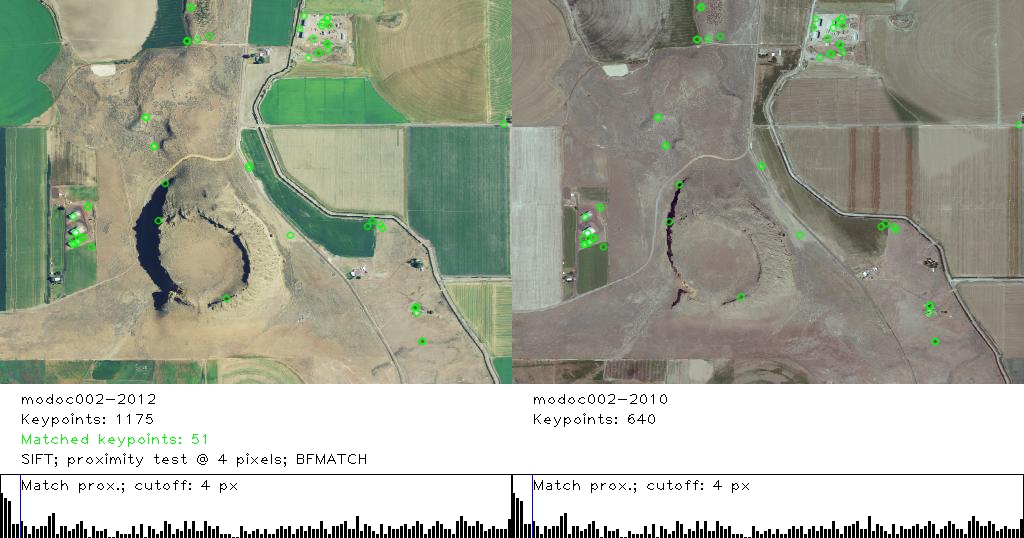 modoc002-2012
Keypoints: 1175
Matched keypoints: 51
SIFT; proximity test @ 4 pixels; BFMATCH
Match prox.; cutoff: 4 px
modoc002-2010
Keypoints: 640
Match prox.; cutoff: 4 px